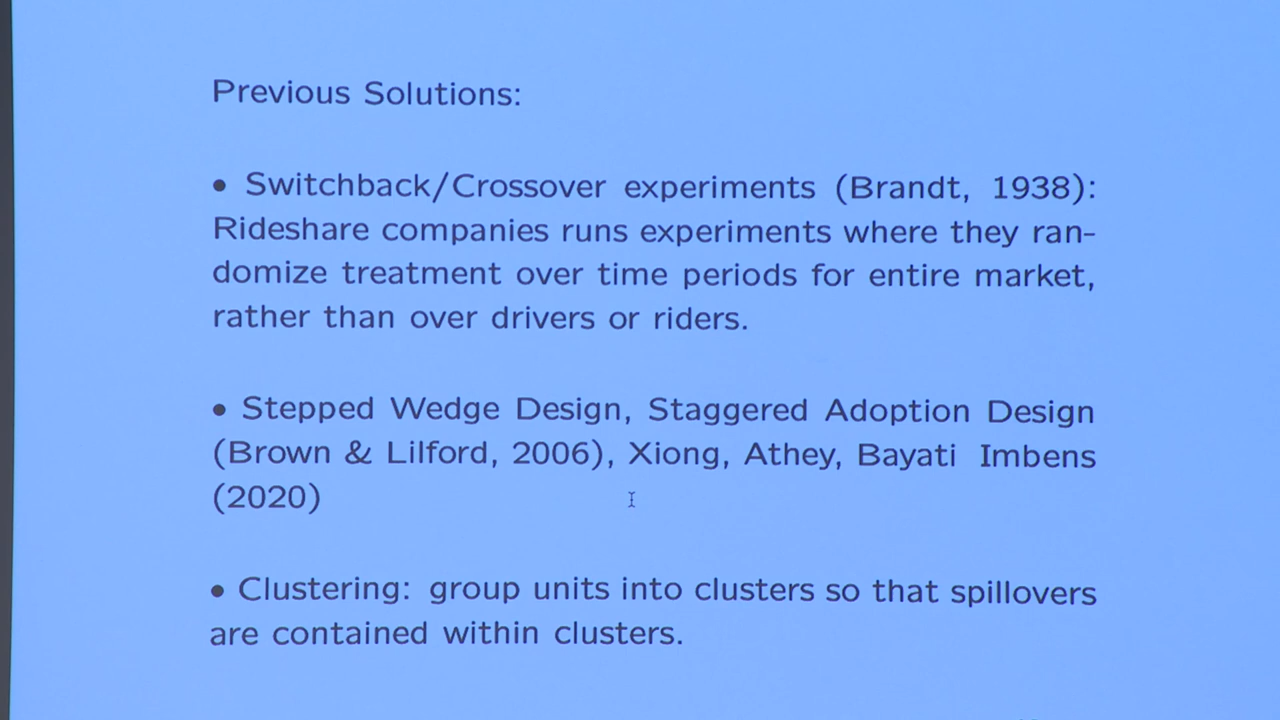 Previous Solutions:
• Switchback/Crossover experiments (Brandt, 1938):
Rideshare companies runs experiments where they ran-
domize treatment over time periods for entire market,
rather than over drivers or riders.
• Stepped Wedge Design, Staggered Adoption Design
(Brown & Lilford, 2006), Xiong, Athey, Bayati Imbens
(2020)
• Clustering: group units into clusters so that spillovers
are contained within clusters.